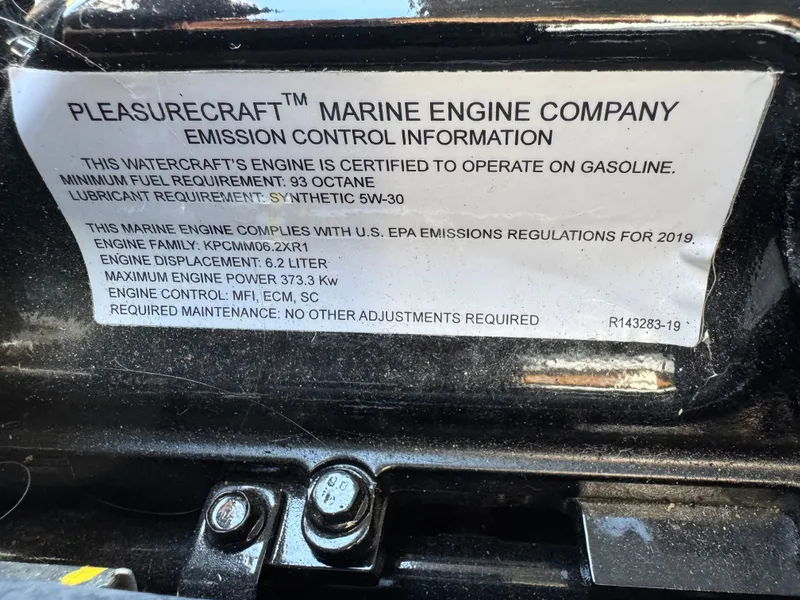 PLEASURECRAFT™ MARINE ENGINE COMPANY
EMISSION CONTROL INFORMATION
THIS WATERCRAFT'S ENGINE IS CERTIFIED TO OPERATE ON GASOLINE.
MINIMUM FUEL REQUIREMENT: 93 OCTANE
LUBRICANT REQUIREMENT: SYNTHETIC 5W-30
THIS MARINE ENGINE COMPLIES WITH U.S. EPA EMISSIONS REGULATIONS FOR 2019.
ENGINE FAMILY: KPCMM06.2XR1
ENGINE DISPLACEMENT: 6.2 LITER
MAXIMUM ENGINE POWER 373.3 Kw
ENGINE CONTROL: MFI, ECM, SC
REQUIRED MAINTENANCE: NO OTHER ADJUSTMENTS REQUIRED R143283-19